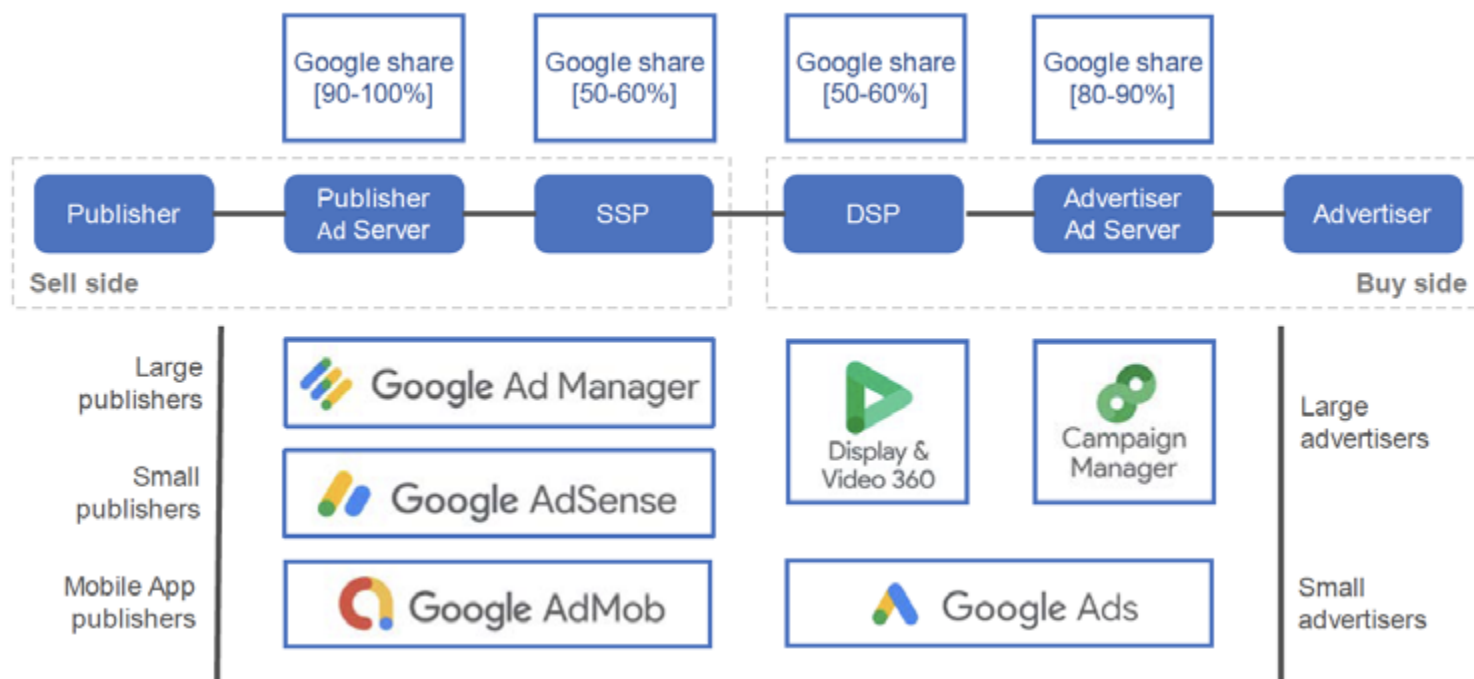 Google share
[90-100%]
Google share
[50-60%]
Google share
[50-60%]
Google share
[80-90%]
Publisher
Publisher
Ad Server
SSP
DSP
Advertiser
Ad Server
Advertiser
Sell side
Buy side
Large
publishers
Google Ad Manager
Display &
Video 360
Campaign
Manager
Large
advertisers
Small
publishers
Google AdSense
Mobile App
publishers
Google AdMob
Google Ads
Small
advertisers